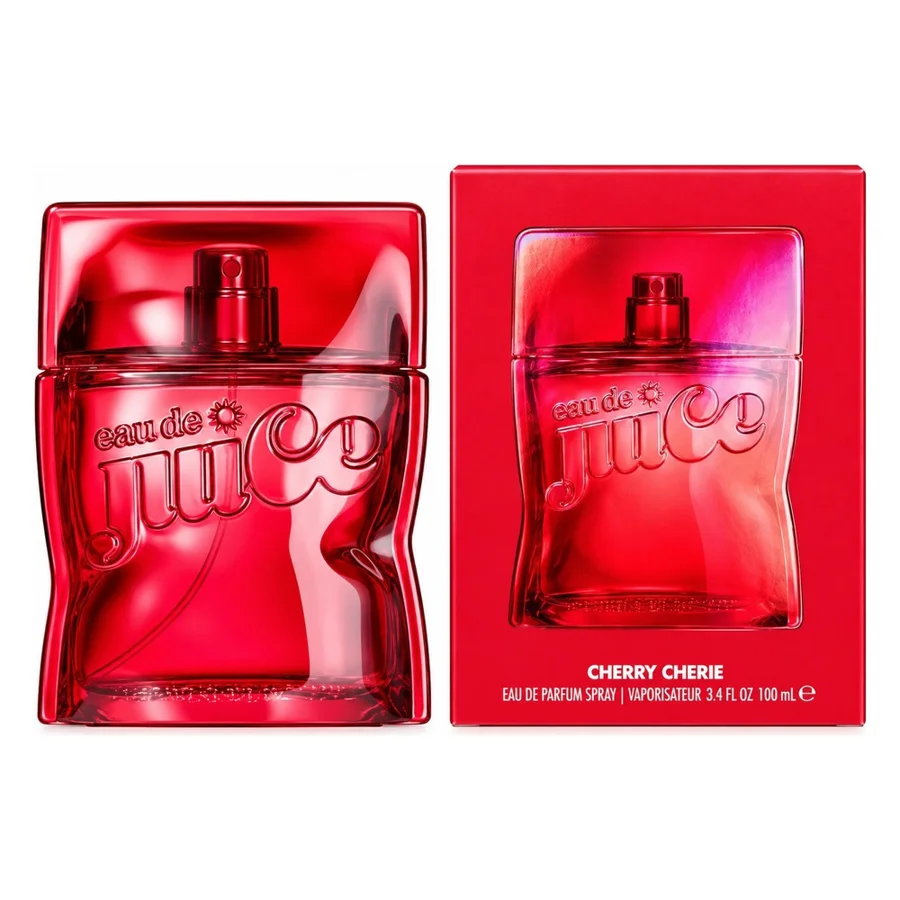 eau de
juice
eau de
juice
CHERRY CHERIE
EAU DE PARFUM SPRAY | VAPORISATEUR 3.4 FL OZ 100 mL ℮